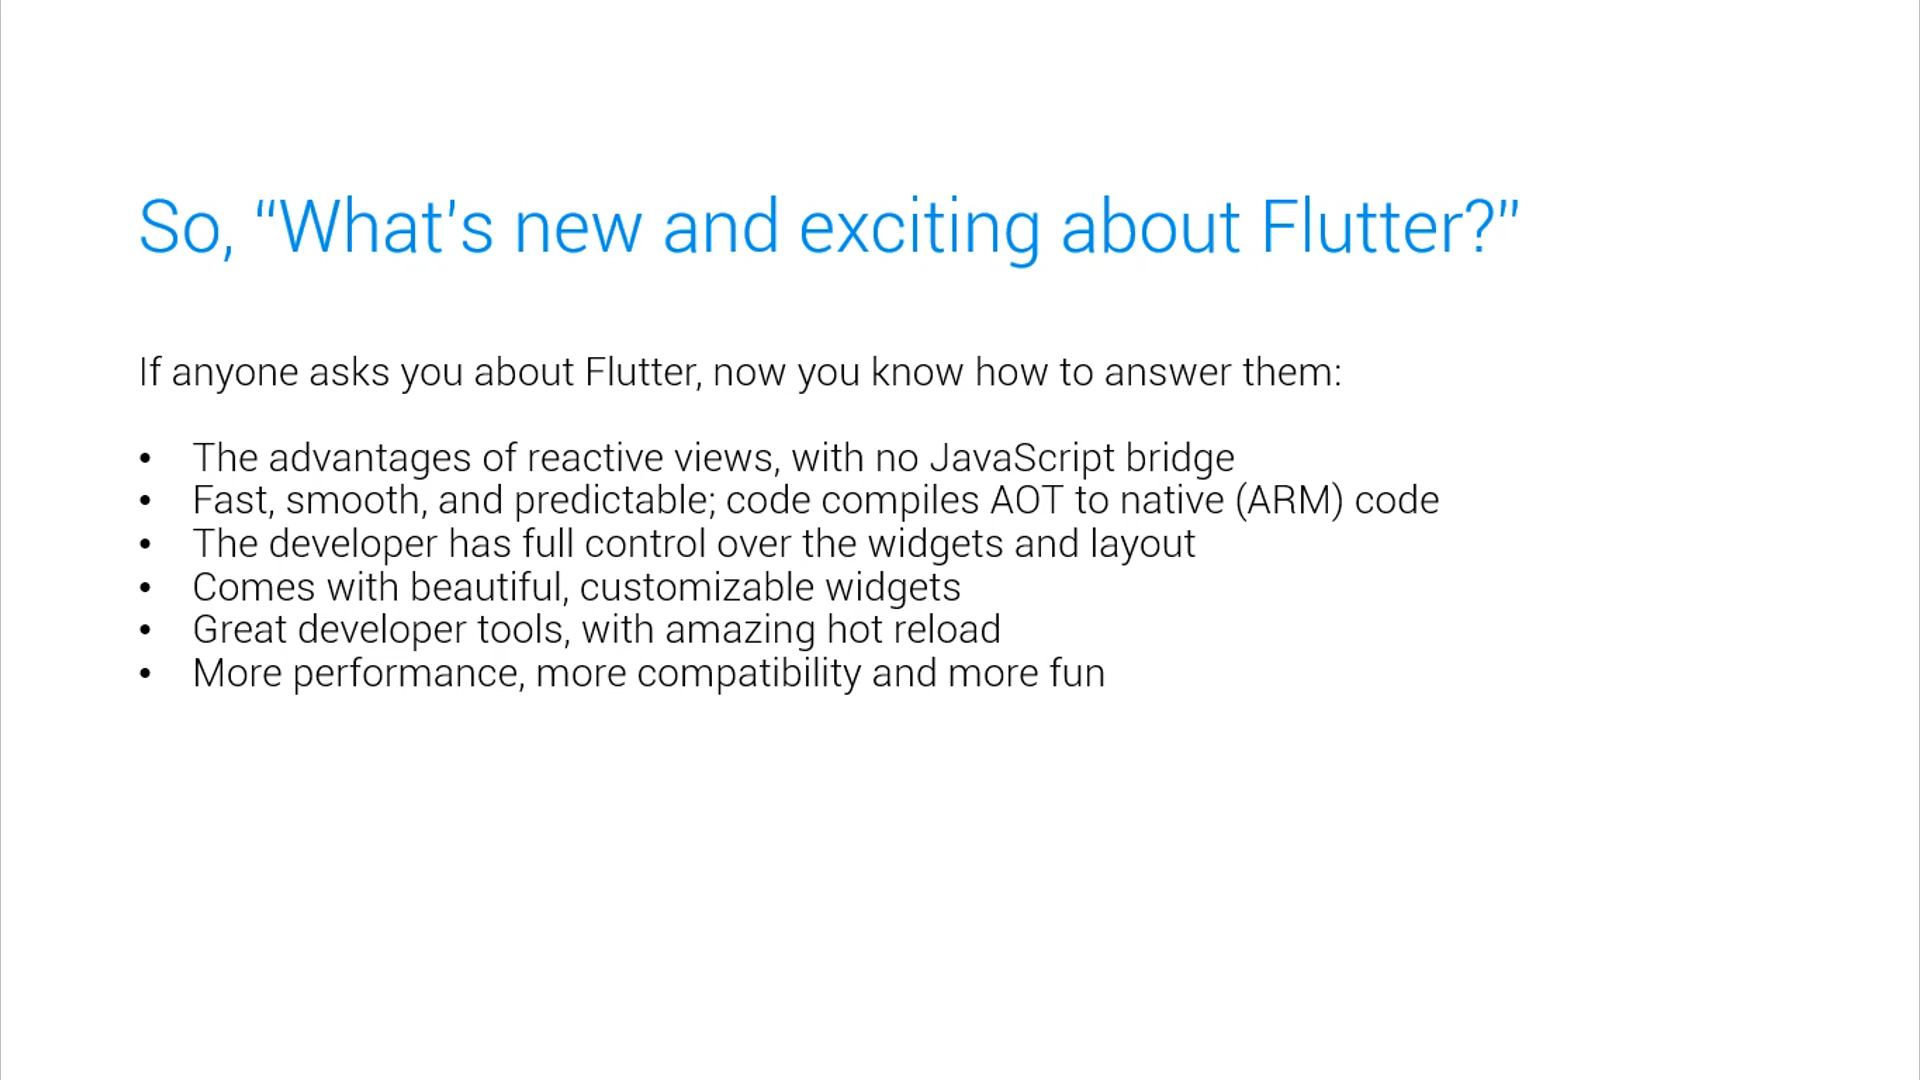 So, “What’s new and exciting about Flutter?”
If anyone asks you about Flutter, now you know how to answer them:
• The advantages of reactive views, with no JavaScript bridge
• Fast, smooth, and predictable; code compiles AOT to native (ARM) code
• The developer has full control over the widgets and layout
• Comes with beautiful, customizable widgets
• Great developer tools, with amazing hot reload
• More performance, more compatibility and more fun